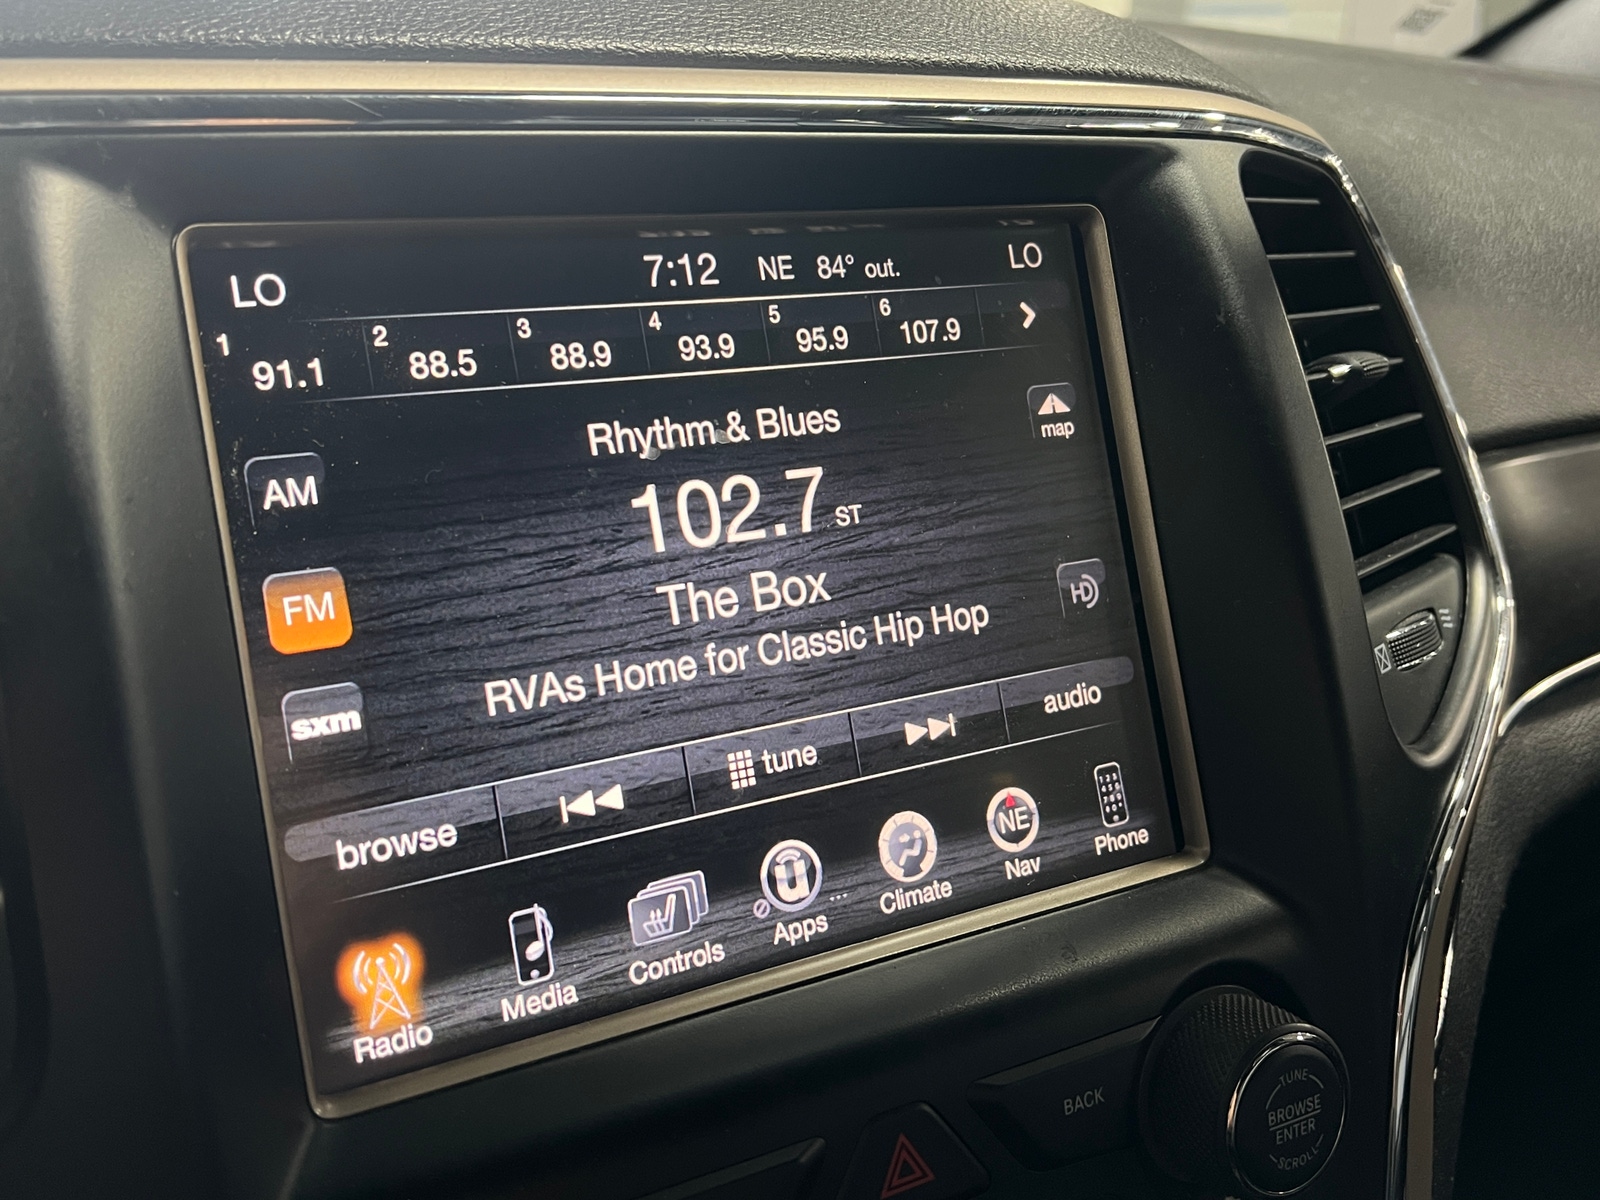 LO 7:12 NE 84° out. LO
1 91.1 2 88.5 3 88.9 4 93.9 5 95.9 6 107.9
Rhythm & Blues
map
AM
102.7 ST
FM
The Box
HD
RVAs Home for Classic Hip Hop
sxm
browse tune audio
Radio Media Controls Apps Climate NE Nav Phone
BACK
TUNE
BROWSE
ENTER
SCROLL